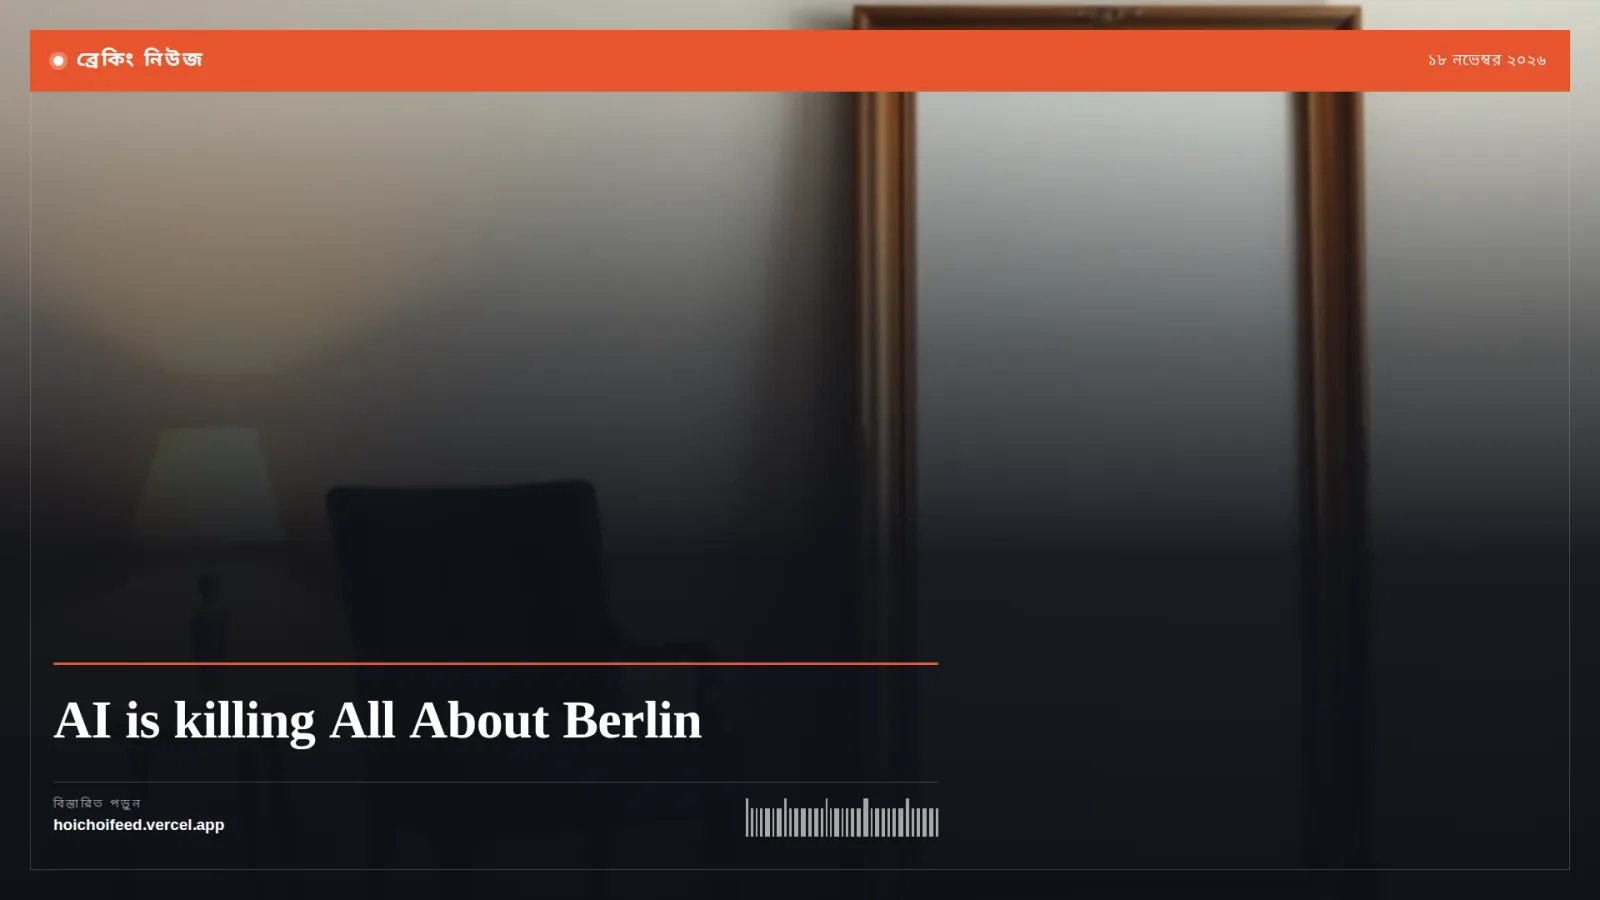 ব্রেকিং নিউজ
১৮ নভেম্বর ২০২৬
AI is killing All About Berlin
বিস্তারিত পড়ুন
hoichoifeed.vercel.app